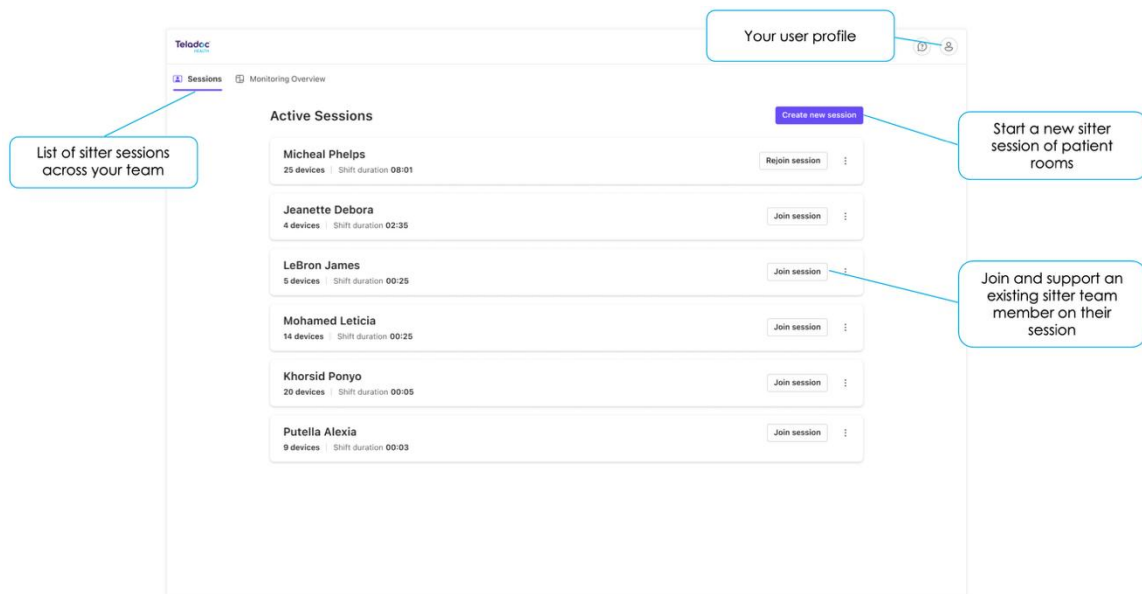 Your user profile
Teladoc
HEALTH
Sessions
Monitoring Overview
Active Sessions
Create new session
List of sitter sessions
across your team
Start a new sitter
session of patient
rooms
Micheal Phelps
25 devices | Shift duration 08:01
Rejoin session
Jeanette Debora
4 devices | Shift duration 02:35
Join session
LeBron James
5 devices | Shift duration 00:25
Join session
Join and support an
existing sitter team
member on their
session
Mohamed Leticia
14 devices | Shift duration 00:25
Join session
Khorsid Ponyo
20 devices | Shift duration 00:05
Join session
Putella Alexia
9 devices | Shift duration 00:03
Join session